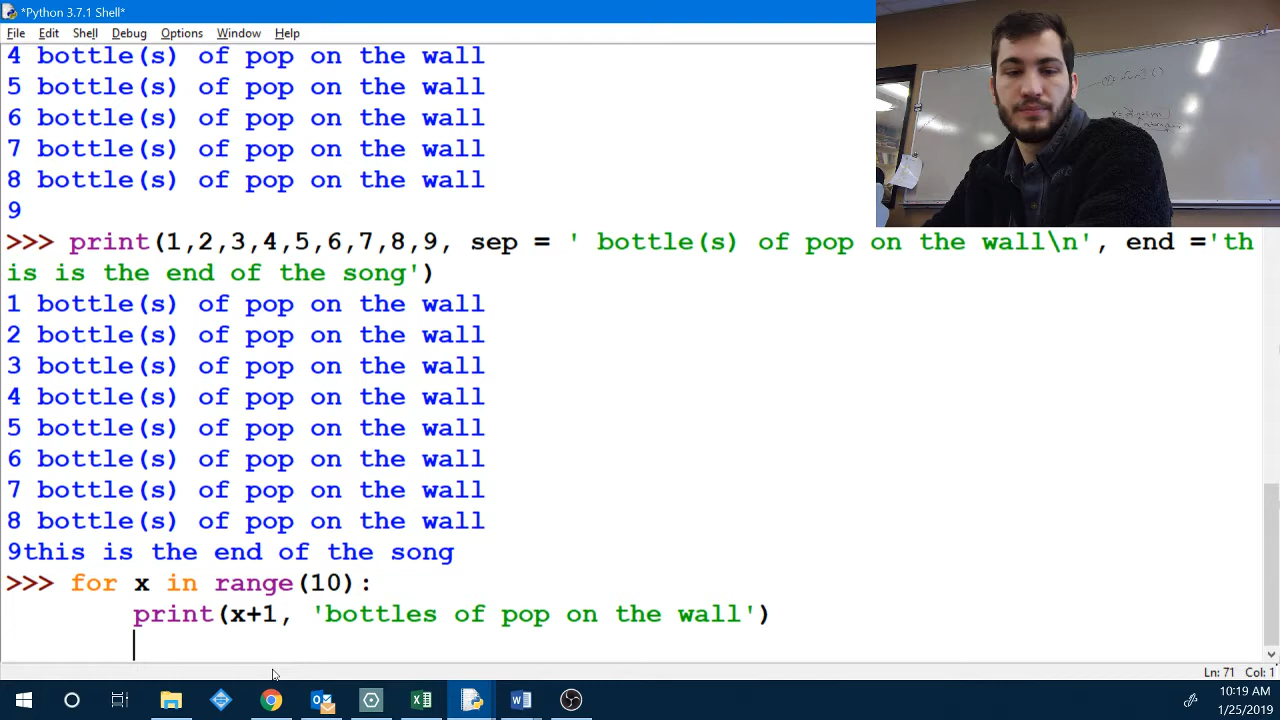 *Python 3.7.1 Shell*
File Edit Shell Debug Options Window Help
4 bottle(s) of pop on the wall
5 bottle(s) of pop on the wall
6 bottle(s) of pop on the wall
7 bottle(s) of pop on the wall
8 bottle(s) of pop on the wall
9
>>> print(1,2,3,4,5,6,7,8,9, sep = ' bottle(s) of pop on the wall\n', end ='th
is is the end of the song')
1 bottle(s) of pop on the wall
2 bottle(s) of pop on the wall
3 bottle(s) of pop on the wall
4 bottle(s) of pop on the wall
5 bottle(s) of pop on the wall
6 bottle(s) of pop on the wall
7 bottle(s) of pop on the wall
8 bottle(s) of pop on the wall
9this is the end of the song
>>> for x in range(10):
print(x+1, 'bottles of pop on the wall')
Ln: 71 Col: 1
10:19 AM
1/25/2019